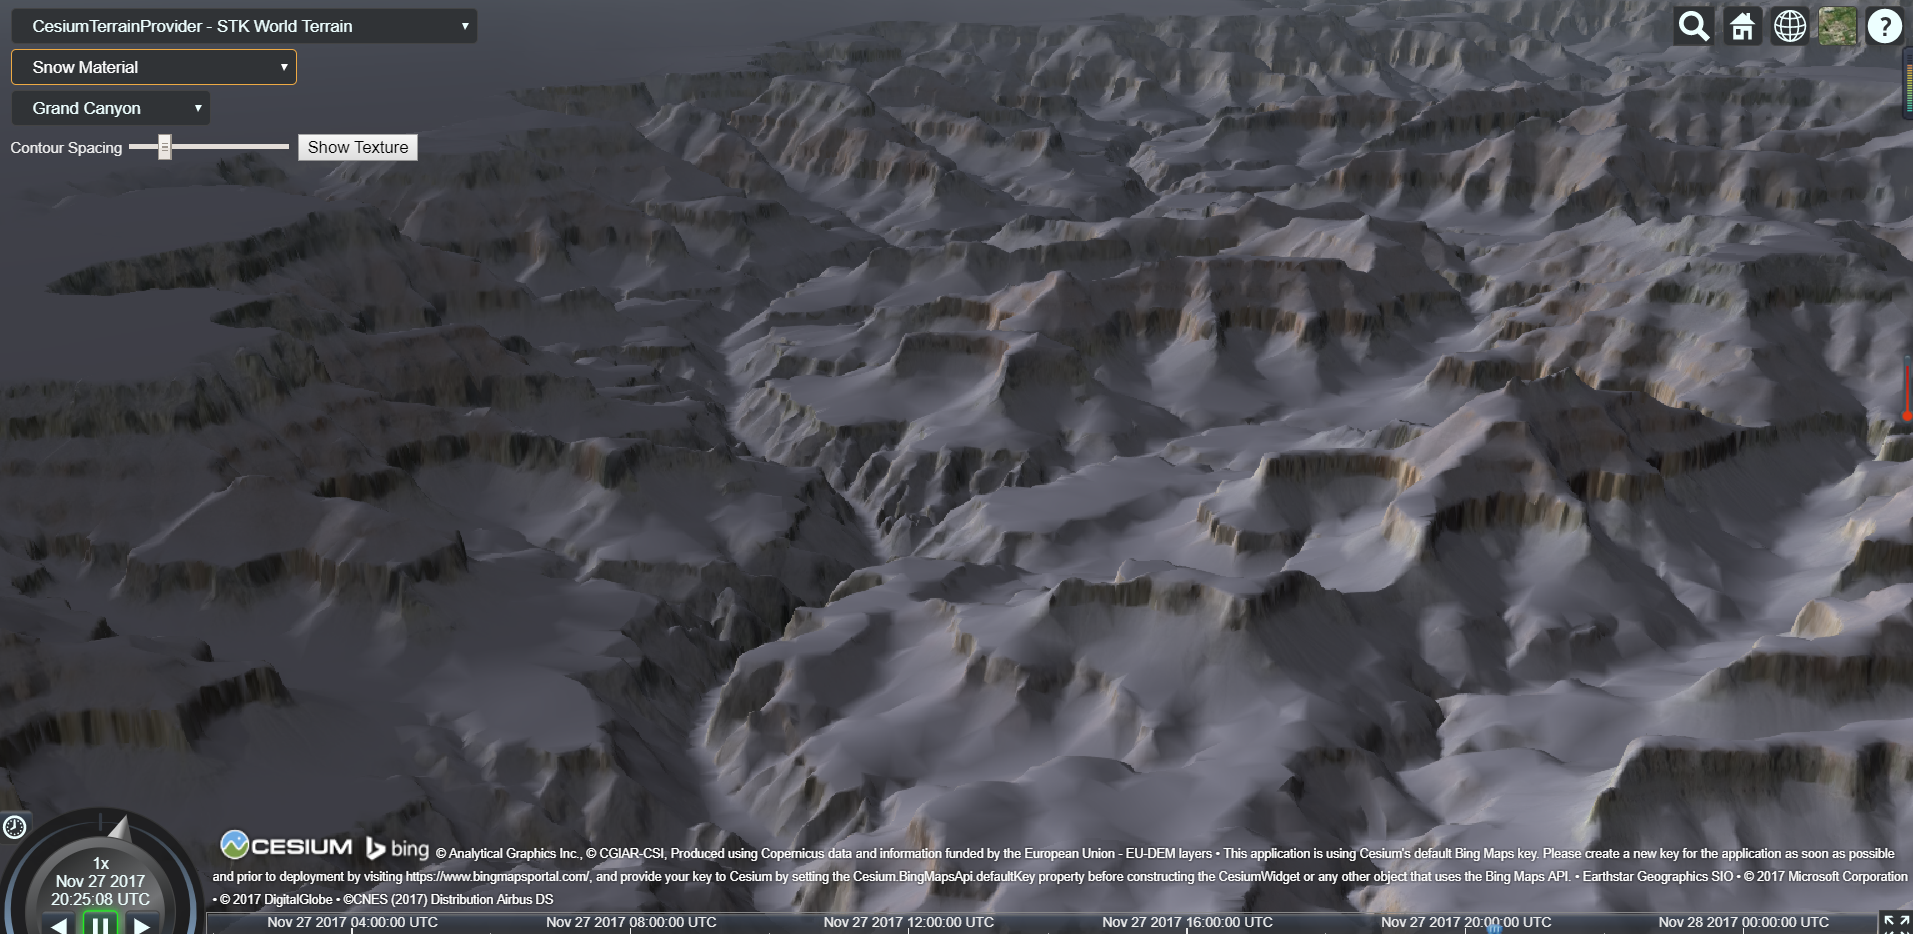 CesiumTerrainProvider - STK World Terrain
Snow Material
Grand Canyon
Contour Spacing Show Texture
?
CESIUM bing © Analytical Graphics Inc., © CGIAR-CSI, Produced using Copernicus data and information funded by the European Union - EU-DEM layers • This application is using Cesium's default Bing Maps key. Please create a new key for the application as soon as possible
and prior to deployment by visiting https://www.bingmapsportal.com/, and provide your key to Cesium by setting the Cesium.BingMapsApi.defaultKey property before constructing the CesiumWidget or any other object that uses the Bing Maps API. • Earthstar Geographics SIO • © 2017 Microsoft Corporation
• © 2017 DigitalGlobe • ©CNES (2017) Distribution Airbus DS
1x
Nov 27 2017
20:25:08 UTC
Nov 27 2017 04:00:00 UTC Nov 27 2017 08:00:00 UTC Nov 27 2017 12:00:00 UTC Nov 27 2017 16:00:00 UTC Nov 27 2017 20:00:00 UTC Nov 28 2017 00:00:00 UTC